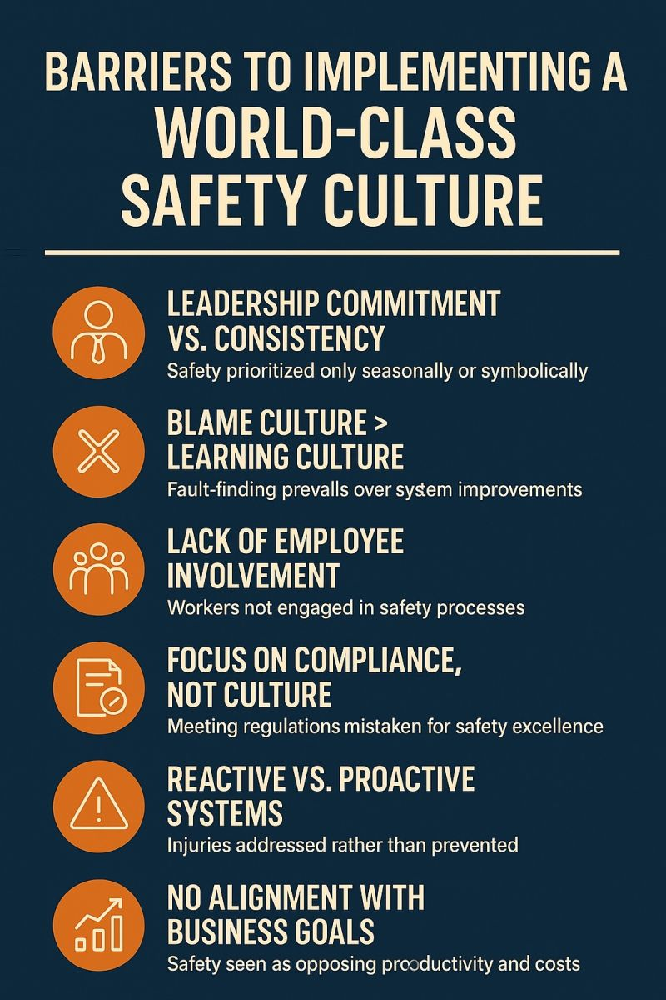 BARRIERS TO IMPLEMENTING A
WORLD-CLASS
SAFETY CULTURE
LEADERSHIP COMMITMENT
VS. CONSISTENCY
Safety prioritized only seasonally or symbolically
BLAME CULTURE >
LEARNING CULTURE
Fault-finding prevalls over system improvements
LACK OF EMPLOYEE
INVOLVEMENT
Workers not engaged in safety processes
FOCUS ON COMPLIANCE,
NOT CULTURE
Meeting regulations mistaken for safety excellence
REACTIVE VS. PROACTIVE
SYSTEMS
Injuries addressed rather than prevented
NO ALIGNMENT WITH
BUSINESS GOALS
Safety seen as opposing prooductivity and costs